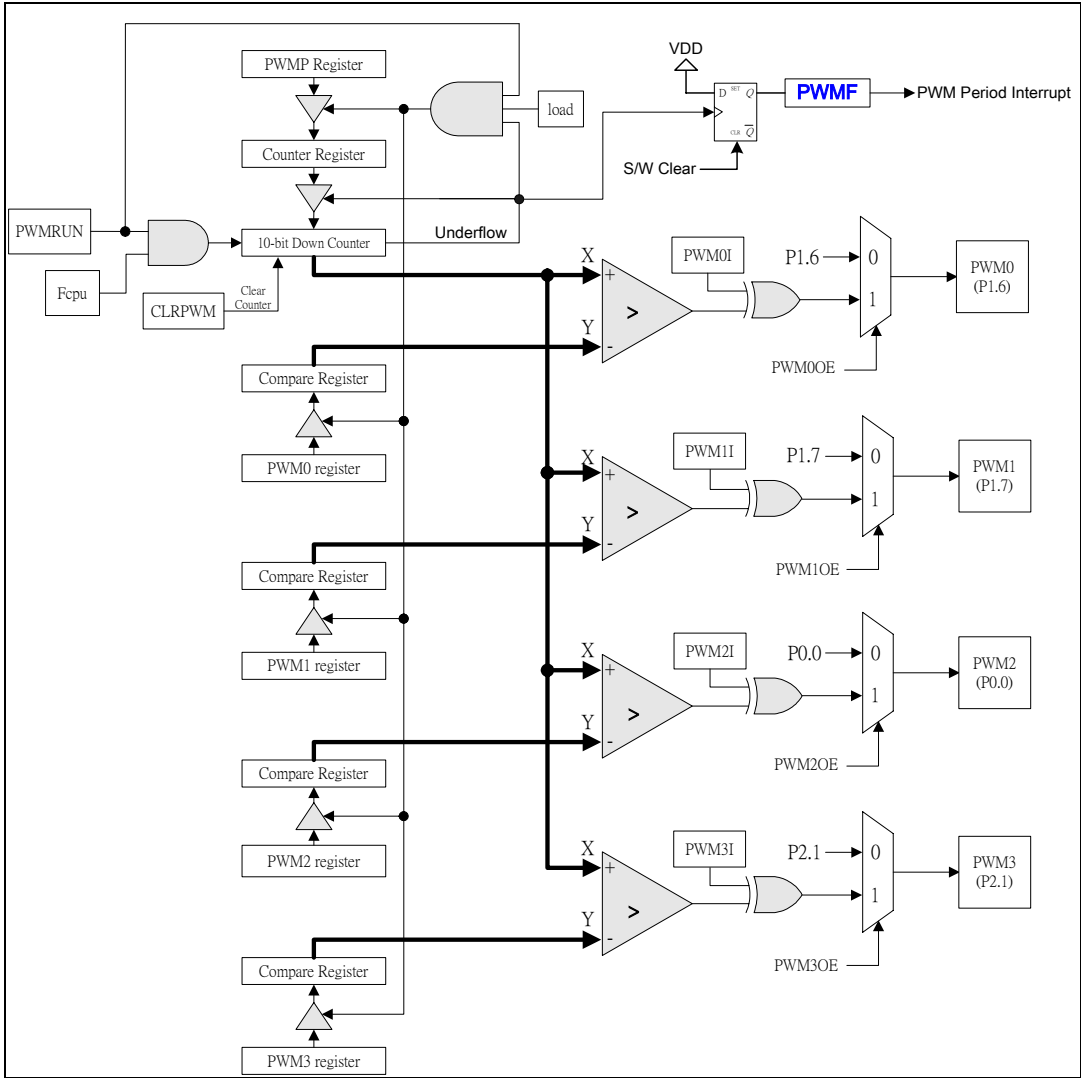 VDD
PWMP Register
D SET Q
PWMF
PWM Period Interrupt
load
CLR Q
Counter Register
S/W Clear
PWMRUN
10-bit Down Counter
Underflow
Fcpu
Clear
Counter
CLRPWM
X
+
>
Y
-
PWM0I
P1.6
0
1
PWM0
(P1.6)
PWM0OE
Compare Register
PWM0 register
X
+
>
Y
-
PWM1I
P1.7
0
1
PWM1
(P1.7)
PWM1OE
Compare Register
PWM1 register
X
+
>
Y
-
PWM2I
P0.0
0
1
PWM2
(P0.0)
PWM2OE
Compare Register
PWM2 register
X
+
>
Y
-
PWM3I
P2.1
0
1
PWM3
(P2.1)
PWM3OE
Compare Register
PWM3 register